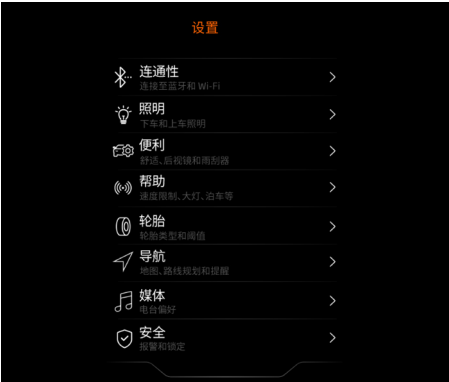 设置
连通性
连接至蓝牙和 Wi-Fi
照明
下车和上车照明
便利
舒适、后视镜和雨刮器
帮助
速度限制、大灯、泊车等
轮胎
轮胎类型和阈值
导航
地图、路线规划和提醒
媒体
电台偏好
安全
报警和锁定